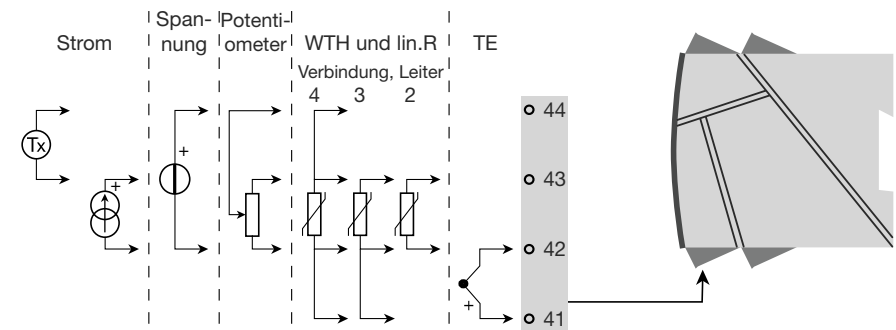 Strom
Span-
nung
Potenti-
ometer
WTH und lin.R
Verbindung, Leiter
4 3 2
TE
Tx
+
+
+
44
43
42
41